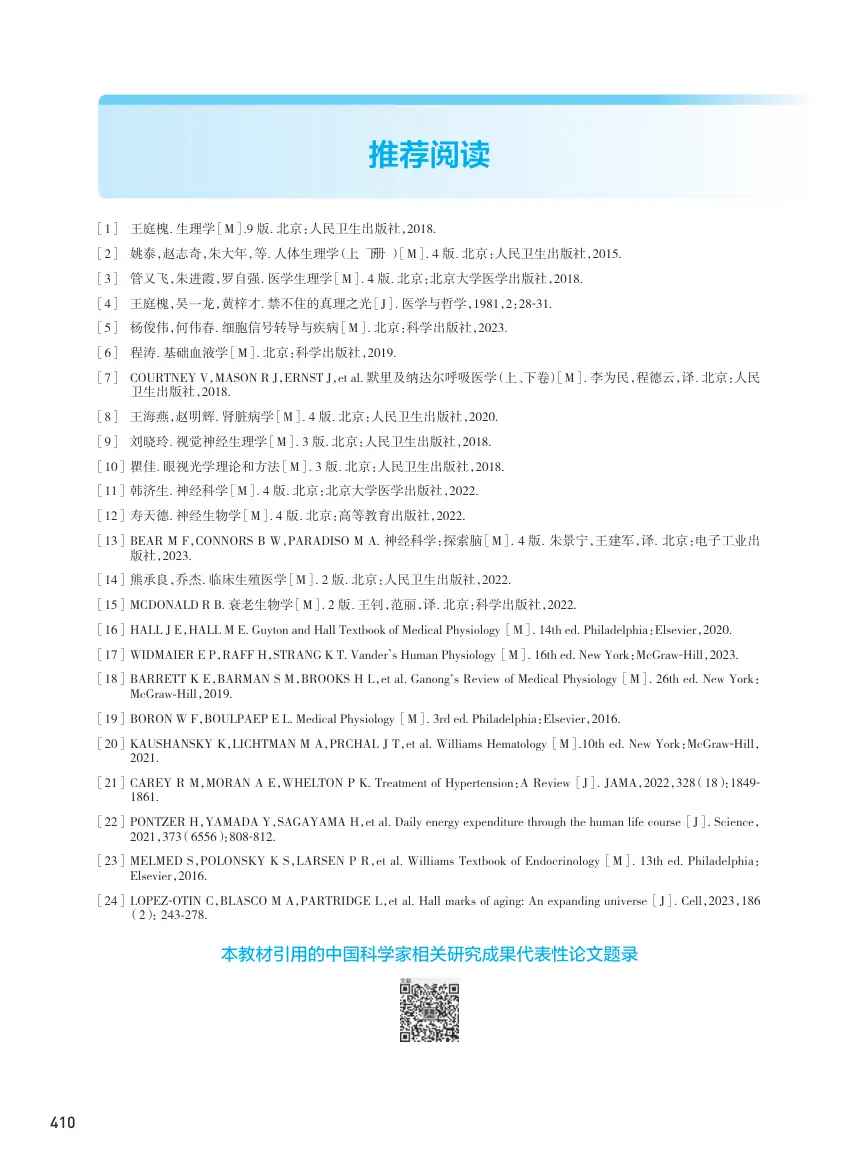 推荐阅读
[ 1 ] 王庭槐. 生理学[ M ].9 版. 北京:人民卫生出版社,2018.
[ 2 ] 姚泰,赵志奇,朱大年,等. 人体生理学(上、下册)[ M ]. 4 版. 北京:人民卫生出版社,2015.
[ 3 ] 管又飞,朱进霞,罗自强. 医学生理学[ M ]. 4 版. 北京:北京大学医学出版社,2018.
[ 4 ] 王庭槐,吴一龙,黄梓才. 禁不住的真理之光[ J ]. 医学与哲学,1981,2:28-31.
[ 5 ] 杨俊伟,何伟春. 细胞信号转导与疾病[ M ]. 北京:科学出版社,2023.
[ 6 ] 程涛. 基础血液学[ M ]. 北京:科学出版社,2019.
[ 7 ] COURTNEY V,MASON R J,ERNST J,et al. 默里及纳达尔呼吸医学(上、下卷)[ M ]. 李为民,程德云,译. 北京:人民
卫生出版社,2018.
[ 8 ] 王海燕,赵明辉. 肾脏病学[ M ]. 4 版. 北京:人民卫生出版社,2020.
[ 9 ] 刘晓玲. 视觉神经生理学[ M ]. 3 版. 北京:人民卫生出版社,2018.
[ 10 ] 瞿佳. 眼视光学理论和方法[ M ]. 3 版. 北京:人民卫生出版社,2018.
[ 11 ] 韩济生. 神经科学[ M ]. 4 版. 北京:北京大学医学出版社,2022.
[ 12 ] 寿天德. 神经生物学[ M ]. 4 版. 北京:高等教育出版社,2022.
[ 13 ] BEAR M F,CONNORS B W,PARADISO M A. 神经科学:探索脑[ M ]. 4 版. 朱景宁,王建军,译. 北京:电子工业出
版社,2023.
[ 14 ] 熊承良,乔杰. 临床生殖医学[ M ]. 2 版. 北京:人民卫生出版社,2022.
[ 15 ] MCDONALD R B. 衰老生物学[ M ]. 2 版. 王钊,范丽,译. 北京:科学出版社,2022.
[ 16 ] HALL J E,HALL M E. Guyton and Hall Textbook of Medical Physiology [ M ]. 14th ed. Philadelphia:Elsevier,2020.
[ 17 ] WIDMAIER E P,RAFF H,STRANG K T. Vander's Human Physiology [ M ]. 16th ed. New York:McGraw-Hill,2023.
[ 18 ] BARRETT K E,BARMAN S M,BROOKS H L,et al. Ganong's Review of Medical Physiology [ M ]. 26th ed. New York:
McGraw-Hill,2019.
[ 19 ] BORON W F,BOULPAEP E L. Medical Physiology [ M ]. 3rd ed. Philadelphia:Elsevier,2016.
[ 20 ] KAUSHANSKY K,LICHTMAN M A,PRCHAL J T,et al. Williams Hematology [ M ].10th ed. New York:McGraw-Hill,
2021.
[ 21 ] CAREY R M,MORAN A E,WHELTON P K. Treatment of Hypertension:A Review [ J ]. JAMA,2022,328( 18 ):1849-
1861.
[ 22 ] PONTZER H,YAMADA Y,SAGAYAMA H,et al. Daily energy expenditure through the human life course [ J ]. Science,
2021,373( 6556 ):808-812.
[ 23 ] MELMED S,POLONSKY K S,LARSEN P R,et al. Williams Textbook of Endocrinology [ M ]. 13th ed. Philadelphia:
Elsevier,2016.
[ 24 ] LOPEZ-OTIN C,BLASCO M A,PARTRIDGE L,et al. Hall marks of aging: An expanding universe [ J ]. Cell,2023,186
( 2 ): 243-278.
本教材引用的中国科学家相关研究成果代表性论文题录
文献
410